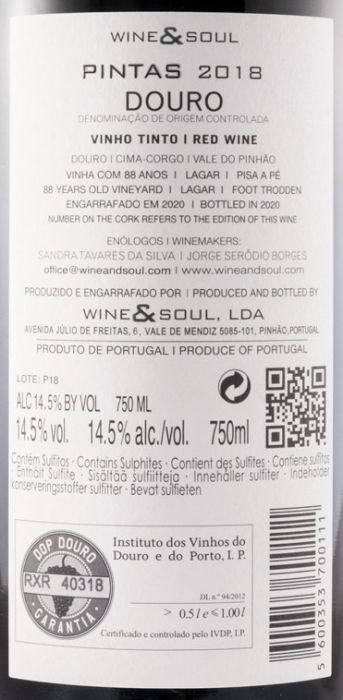 WINE&SOUL
PINTAS 2018
DOURO
DENOMINAÇÃO DE ORIGEM CONTROLADA
VINHO TINTO I RED WINE
DOURO | CIMA-CORGO | VALE DO PINHÃO
VINHA COM 88 ANOS | LAGAR | PISA A PÉ
88 YEARS OLD VINEYARD | LAGAR | FOOT TRODDEN
ENGARRAFADO EM 2020 | BOTTLED IN 2020
NUMBER ON THE CORK REFERS TO THE EDITION OF THIS WINE
ENÓLOGOS | WINEMAKERS:
SANDRA TAVARES DA SILVA | JORGE SERÔDIO BORGES
office@wineandsoul.com | www.wineandsoul.com
PRODUZIDO E ENGARRAFADO POR | PRODUCED AND BOTTLED BY
WINE&SOUL, LDA
AVENIDA JÚLIO DE FREITAS, 6, VALE DE MENDIZ 5085-101, PINHÃO, PORTUGAL
PRODUTO DE PORTUGAL I PRODUCE OF PORTUGAL
LOTE: P18
ALC 14.5% BY VOL 750 ML
14.5% vol. 14.5% alc./vol. 750ml
Contém Sulfitos · Contains Sulphites · Contient des Sulfites · Contiene sulfitos
· Enthält Sulfite · Sisältää sulfiitteja · Innehåller sulfiter · Indeholder
konserveringsstoffer sulfitter · Bevat sulfieten
DOP DOURO
RXR 40318
GARANTIA
Instituto dos Vinhos do
Douro e do Porto, I. P.
DL n.º 94/2012
> 0.5 l e ≤ 1.00 l
Certificado e controlado pelo IVDP, I.P.
5 600353 700111